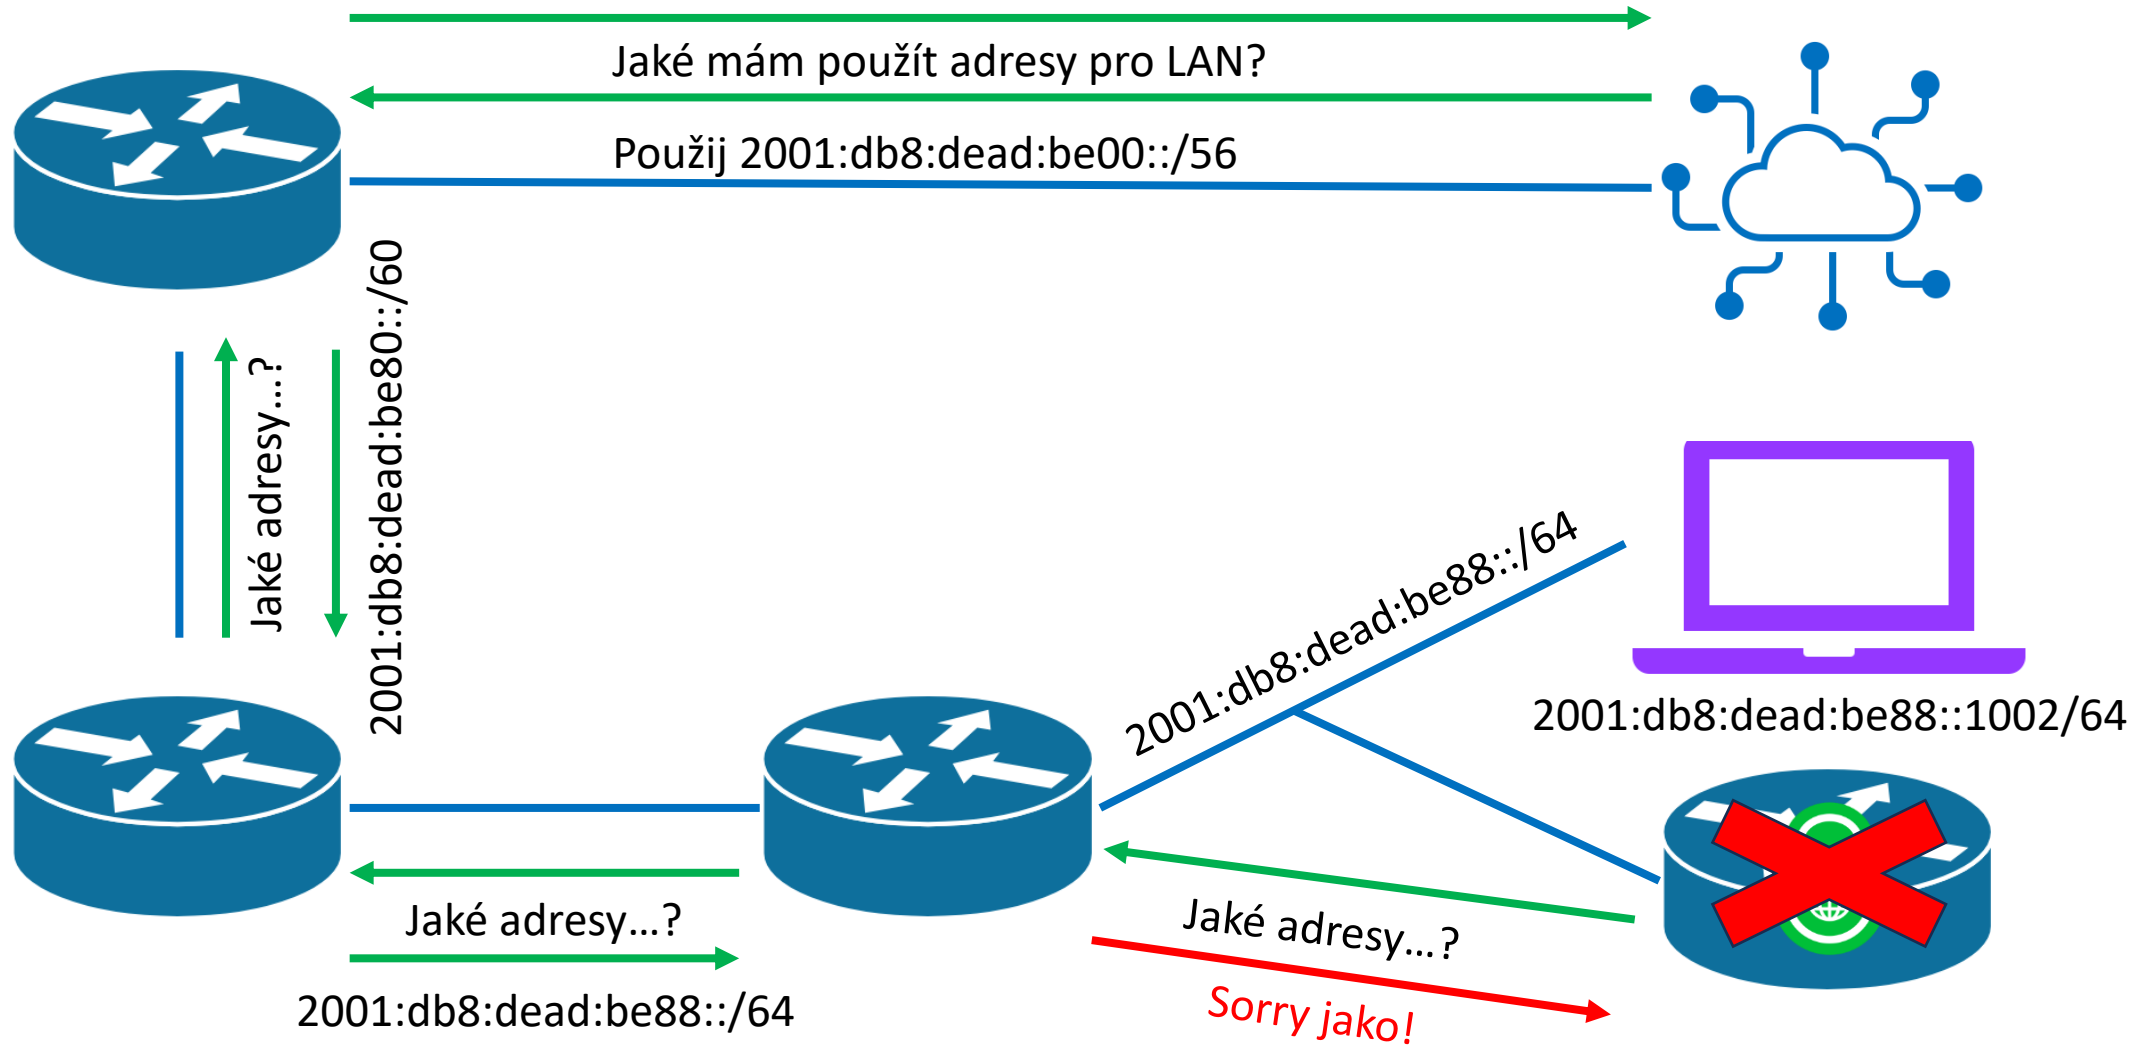 Jaké mám použít adresy pro LAN?
Použij 2001:db8:dead:be00::/56
Jaké adresy...?
2001:db8:dead:be80::/60
2001:db8:dead:be88::/64
2001:db8:dead:be88::1002/64
Jaké adresy...?
2001:db8:dead:be88::/64
Jaké adresy...?
Sorry jako!